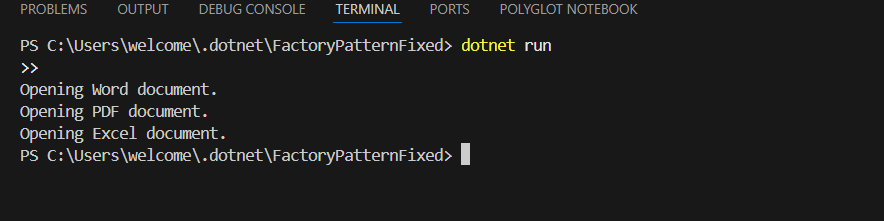 PROBLEMS OUTPUT DEBUG CONSOLE TERMINAL PORTS POLYGLOT NOTEBOOK
PS C:\Users\welcome\.dotnet\FactoryPatternFixed> dotnet run
>>
Opening Word document.
Opening PDF document.
Opening Excel document.
PS C:\Users\welcome\.dotnet\FactoryPatternFixed>